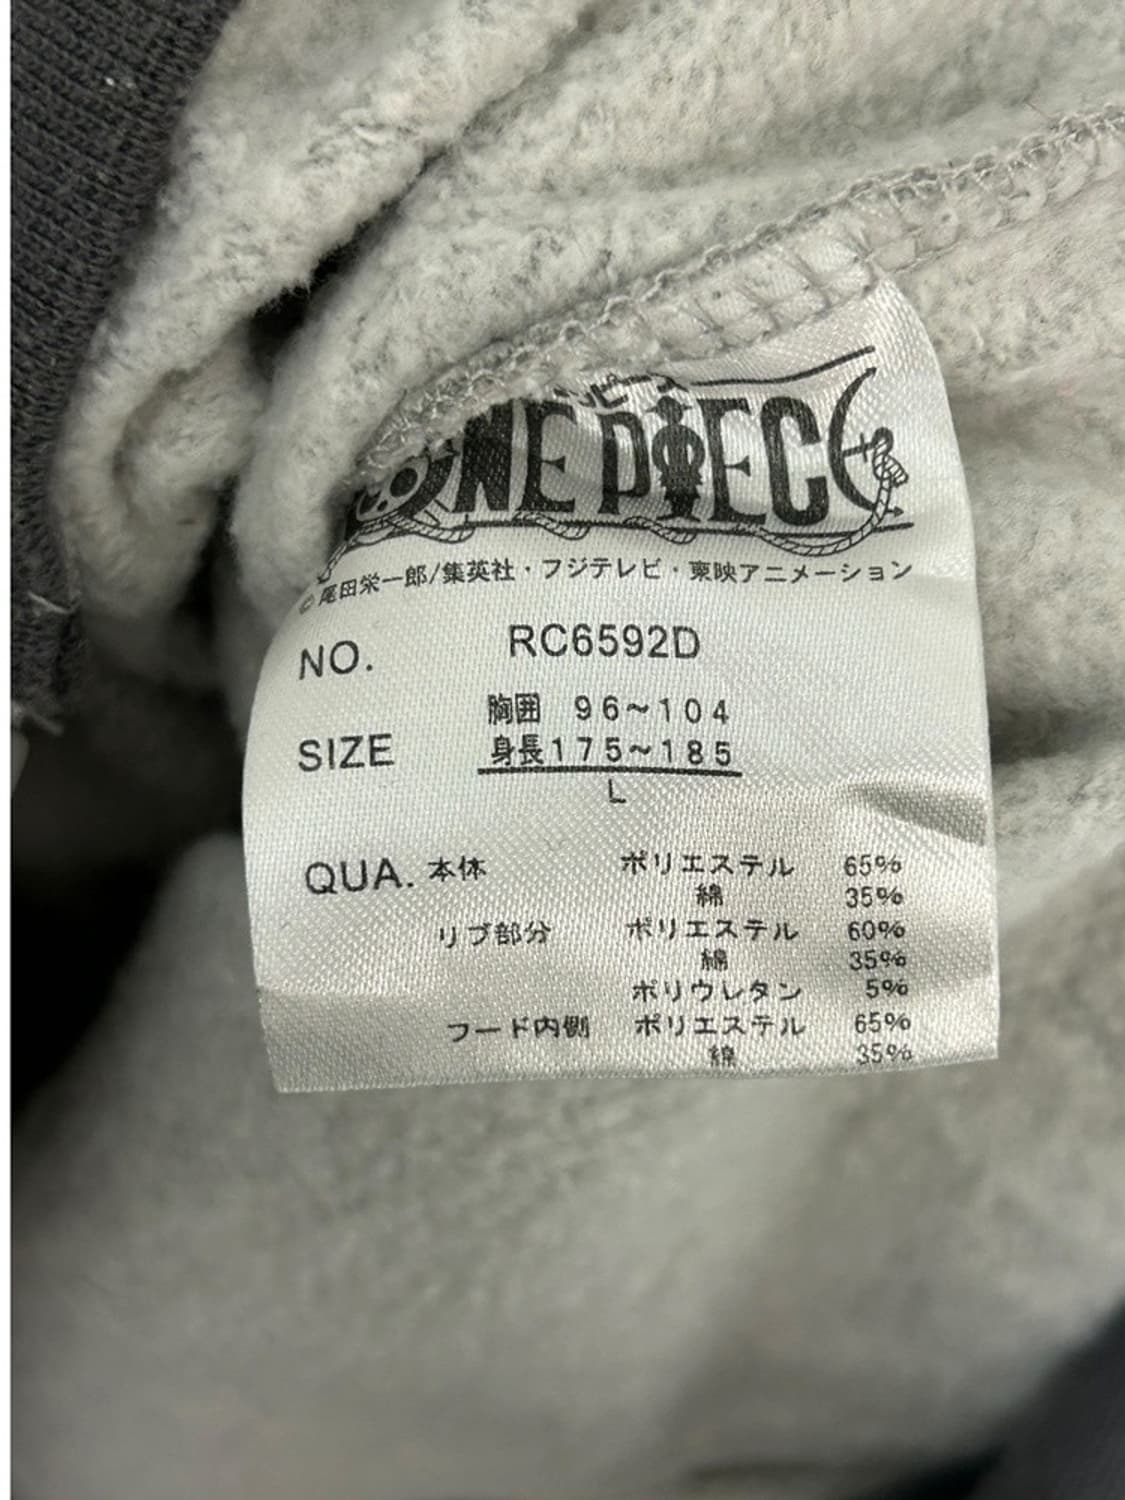 ONE PIECE
© 尾田栄一郎/集英社・フジテレビ・東映アニメーション
NO. RC6592D
胸囲 96~104
SIZE 身長175~185
L
QUA. 本体 ポリエステル 65%
綿 35%
リブ部分 ポリエステル 60%
綿 35%
ポリウレタン 5%
フード内側 ポリエステル 65%
綿 35%